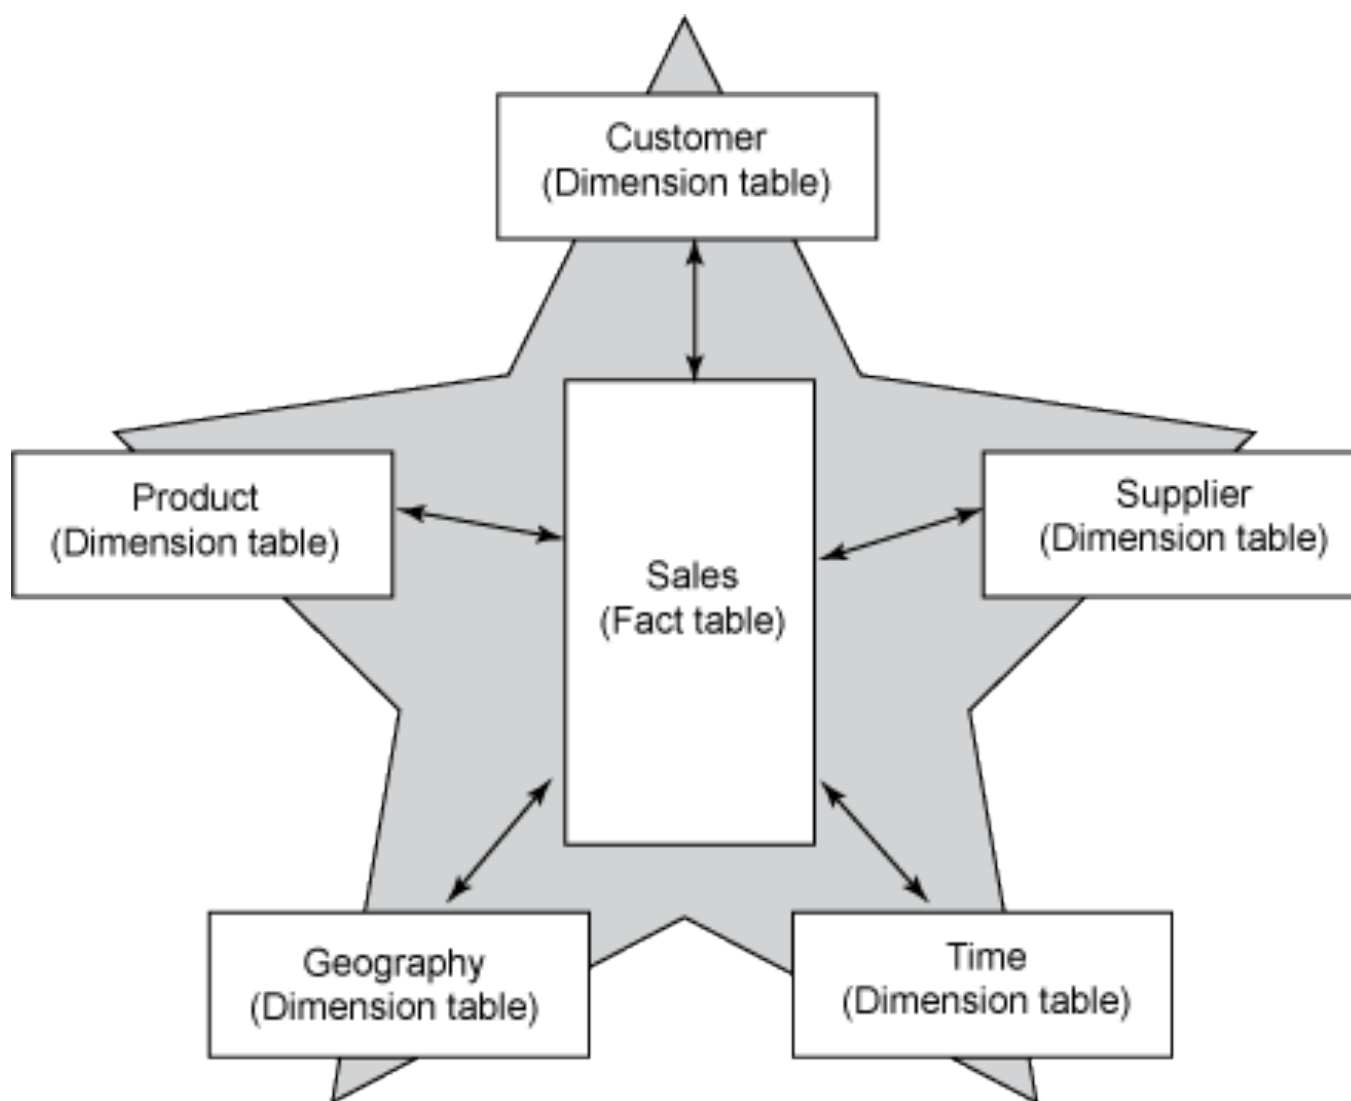 Customer
(Dimension table)
Product
(Dimension table)
Supplier
(Dimension table)
Sales
(Fact table)
Geography
(Dimension table)
Time
(Dimension table)